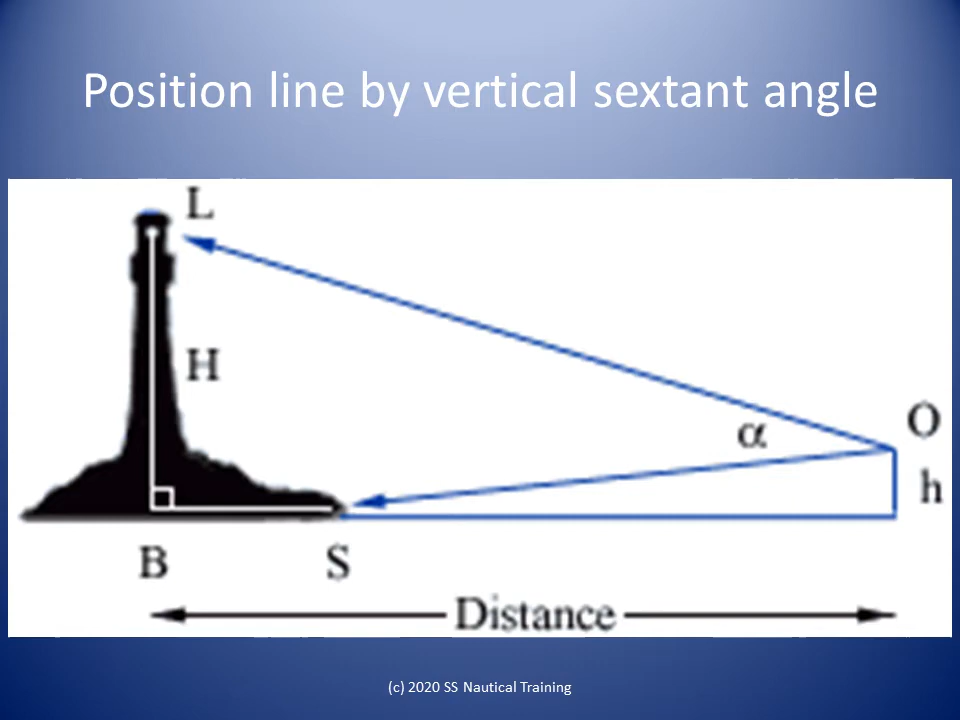 Position line by vertical sextant angle
L
H
O
α
h
B
S
Distance
(c) 2020 SS Nautical Training